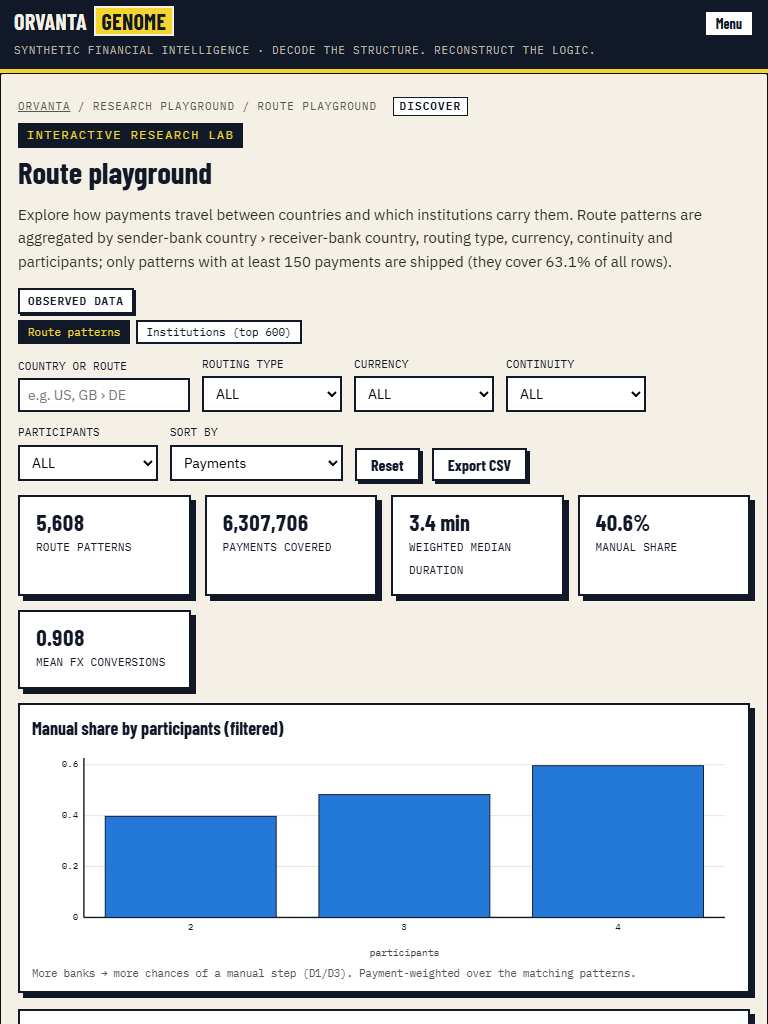 ORVANTA GENOME
Menu
SYNTHETIC FINANCIAL INTELLIGENCE · DECODE THE STRUCTURE. RECONSTRUCT THE LOGIC.
ORVANTA / RESEARCH PLAYGROUND / ROUTE PLAYGROUND DISCOVER
INTERACTIVE RESEARCH LAB
Route playground
Explore how payments travel between countries and which institutions carry them. Route patterns are
aggregated by sender-bank country › receiver-bank country, routing type, currency, continuity and
participants; only patterns with at least 150 payments are shipped (they cover 63.1% of all rows).
OBSERVED DATA
Route patterns Institutions (top 600)
COUNTRY OR ROUTE ROUTING TYPE CURRENCY CONTINUITY
e.g. US, GB › DE ALL ALL ALL
PARTICIPANTS SORT BY
ALL Payments Reset Export CSV
5,608 6,307,706 3.4 min 40.6%
ROUTE PATTERNS PAYMENTS COVERED WEIGHTED MEDIAN MANUAL SHARE
DURATION
0.908
MEAN FX CONVERSIONS
Manual share by participants (filtered)
0.6
0.4
0.2
0
2 3 4
participants
More banks → more chances of a manual step (D1/D3). Payment-weighted over the matching patterns.